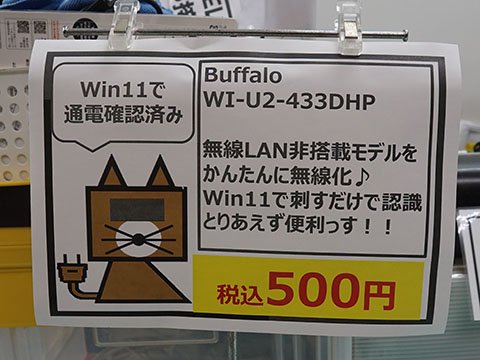 Win11で
通電確認済み
Buffalo
WI-U2-433DHP
無線LAN非搭載モデルを
かんたんに無線化♪
Win11で刺すだけで認識
とりあえず便利っす！！
税込500円